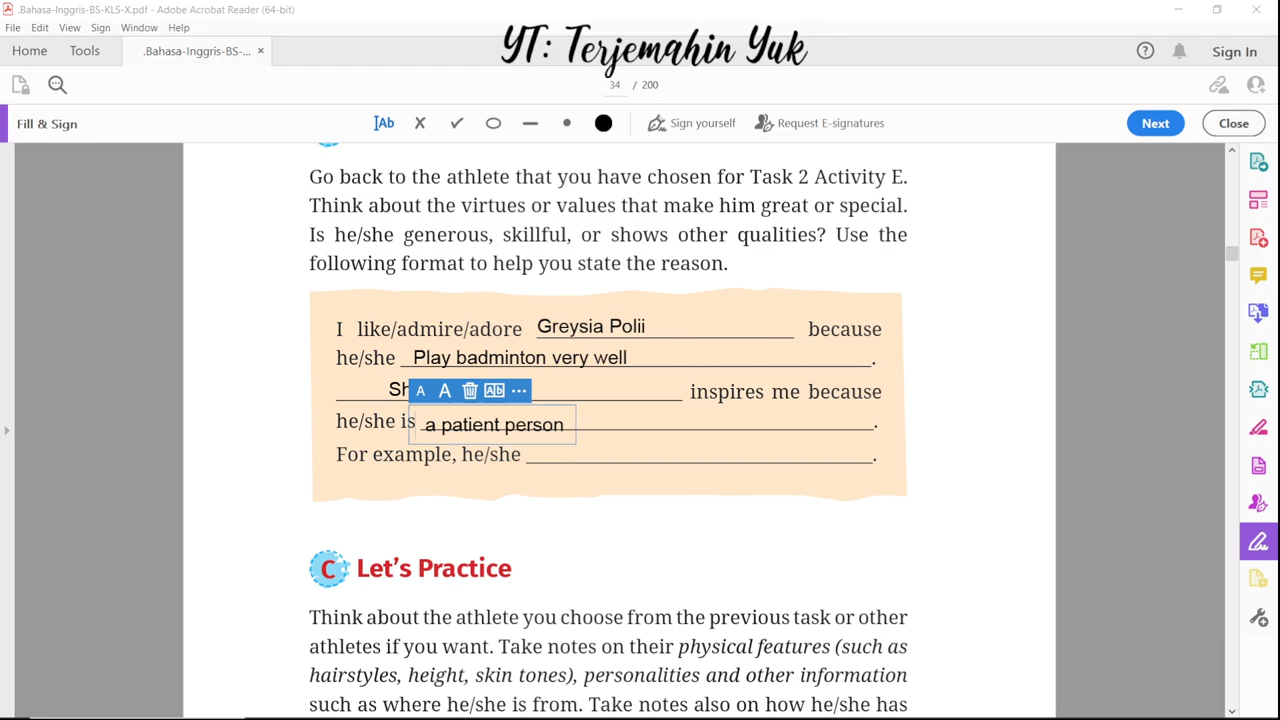 .Bahasa-Inggris-BS-KLS-X.pdf - Adobe Acrobat Reader (64-bit)
File Edit View Sign Window Help
YT: Terjemahin Yuk
Home Tools .Bahasa-Inggris-BS-... × Sign In
34 / 200
Fill & Sign Ab Sign yourself Request E-signatures Next Close
Go back to the athlete that you have chosen for Task 2 Activity E.
Think about the virtues or values that make him great or special.
Is he/she generous, skillful, or shows other qualities? Use the
following format to help you state the reason.
I like/admire/adore Greysia Polii because
he/she Play badminton very well .
Sh A A Ab ... inspires me because
he/she is a patient person .
For example, he/she .
C Let's Practice
Think about the athlete you choose from the previous task or other
athletes if you want. Take notes on their physical features (such as
hairstyles, height, skin tones), personalities and other information
such as where he/she is from. Take notes also on how he/she has